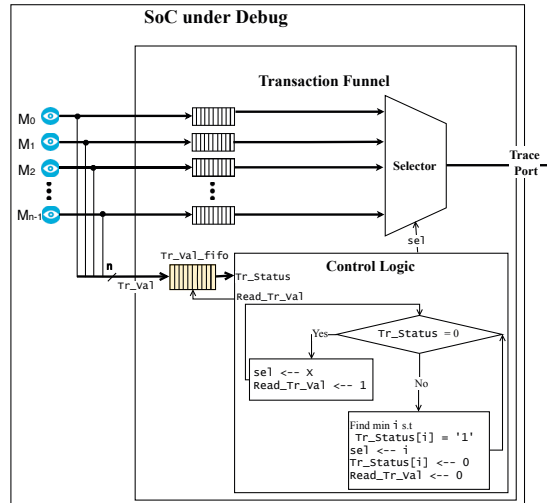 SoC under Debug
Transaction Funnel
M0
M1
M2
Mn-1
Selector
Trace
Port
sel
n
Tr_Val
Tr_Val_fifo
Tr_Status
Read_Tr_Val
Control Logic
Tr_Status = 0
Yes
No
sel <-- X
Read_Tr_Val <-- 1
Find min i s.t
Tr_Status[i] = '1'
sel <-- i
Tr_Status[i] <-- 0
Read_Tr_Val <-- 0